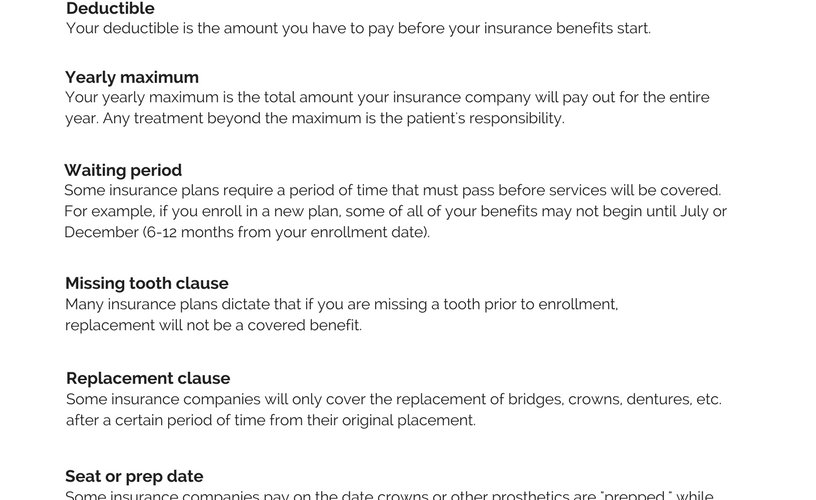 Deductible
Your deductible is the amount you have to pay before your insurance benefits start.
Yearly maximum
Your yearly maximum is the total amount your insurance company will pay out for the entire
year. Any treatment beyond the maximum is the patient's responsibility.
Waiting period
Some insurance plans require a period of time that must pass before services will be covered.
For example, if you enroll in a new plan, some of all of your benefits may not begin until July or
December (6-12 months from your enrollment date).
Missing tooth clause
Many insurance plans dictate that if you are missing a tooth prior to enrollment,
replacement will not be a covered benefit.
Replacement clause
Some insurance companies will only cover the replacement of bridges, crowns, dentures, etc.
after a certain period of time from their original placement.
Seat or prep date
Some insurance companies pay on the date crowns or other prosthetics are "prepped," while